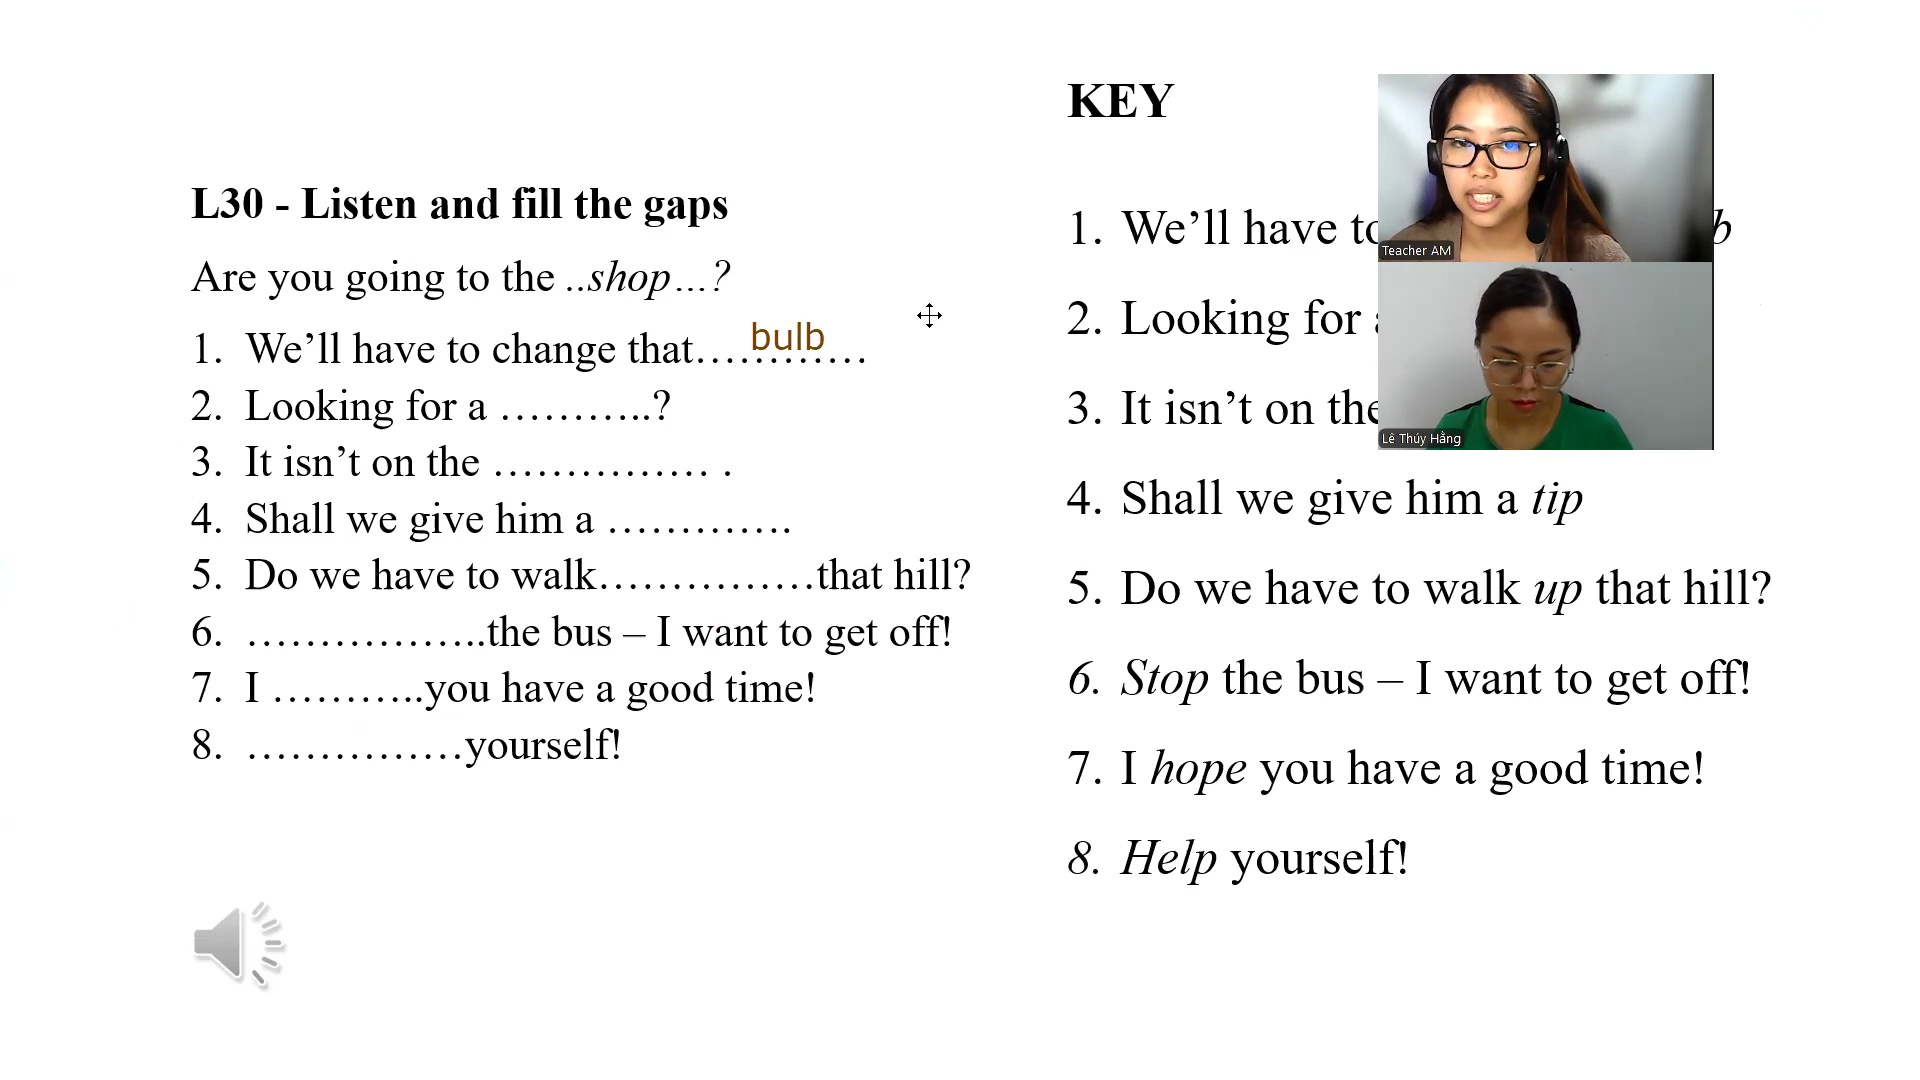 L30 - Listen and fill the gaps
Are you going to the ..shop…?
1. We’ll have to change that………… bulb
2. Looking for a ………..?
3. It isn’t on the …………… .
4. Shall we give him a ………….
5. Do we have to walk……………that hill?
6. ……………..the bus – I want to get off!
7. I ………..you have a good time!
8. ……………yourself!
KEY
1. We’ll have to
2. Looking for
3. It isn’t on the
4. Shall we give him a tip
5. Do we have to walk up that hill?
6. Stop the bus – I want to get off!
7. I hope you have a good time!
8. Help yourself!
Teacher AM
Lê Thúy Hằng